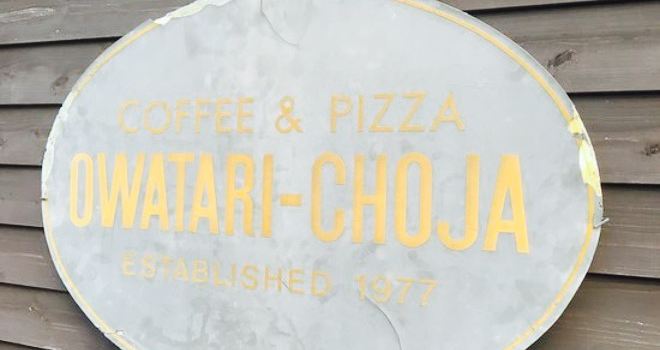 COFFEE & PIZZA
OWATARI-CHOJA
ESTABLISHED 1977